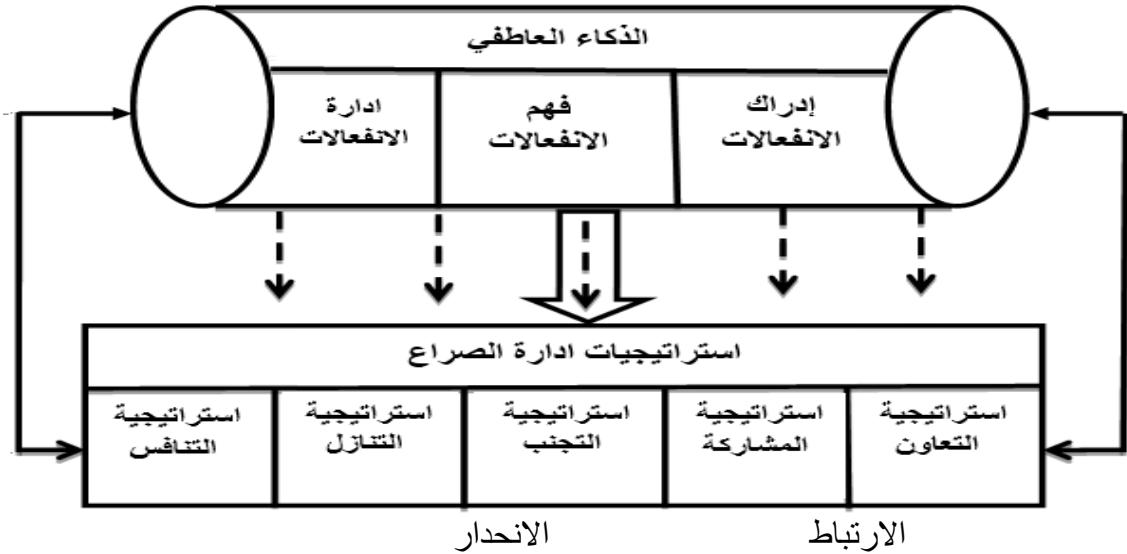 الذكاء العاطفي
إدراك
الانفعالات
فهم
الانفعالات
ادارة
الانفعالات
استراتيجيات ادارة الصراع
استراتيجية
التعاون
استراتيجية
المشاركة
استراتيجية
التجنب
استراتيجية
التنازل
استراتيجية
التنافس
الارتباط
الانحدار